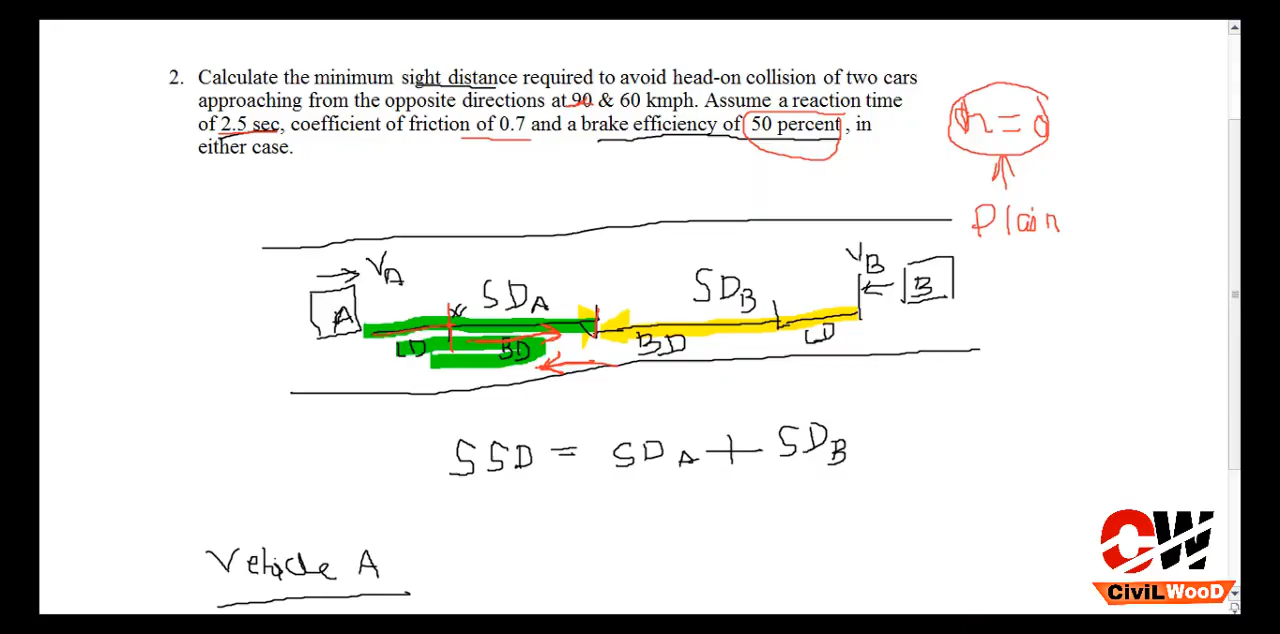 2. Calculate the minimum sight distance required to avoid head-on collision of two cars
approaching from the opposite directions at 90 & 60 kmph. Assume a reaction time
of 2.5 sec, coefficient of friction of 0.7 and a brake efficiency of 50 percent, in
either case.
n = 0
Plain
VA
SDA
SDB
VB
A
B
LD
BD
BD
LD
SSD = SDA + SDB
Vehicle A
CW
CiviLWooD